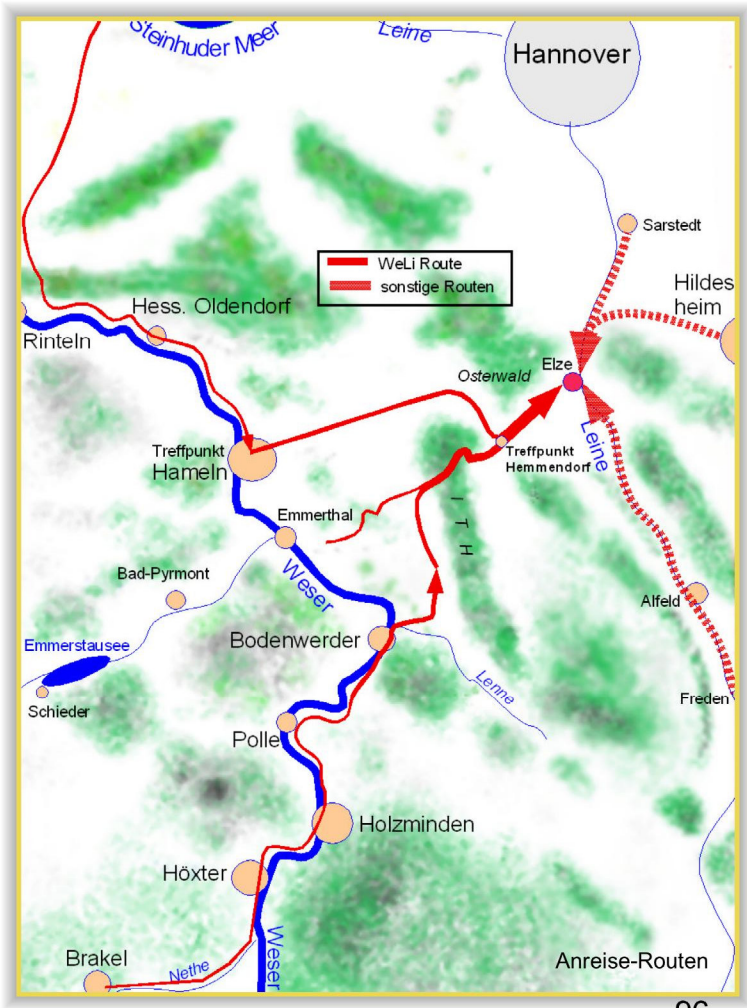 Steinhuder Meer
Leine
Hannover
Sarstedt
WeLi Route
sonstige Routen
Hildes
heim
Hess. Oldendorf
Rinteln
Elze
Osterwald
Leine
Treffpunkt
Hameln
Treffpunkt
Hemmendorf
ITH
Emmerthal
Weser
Bad-Pyrmont
Alfeld
Bodenwerder
Emmerstausee
Lenne
Schieder
Freden
Polle
Holzminden
Höxter
Weser
Brakel
Nethe
Anreise-Routen